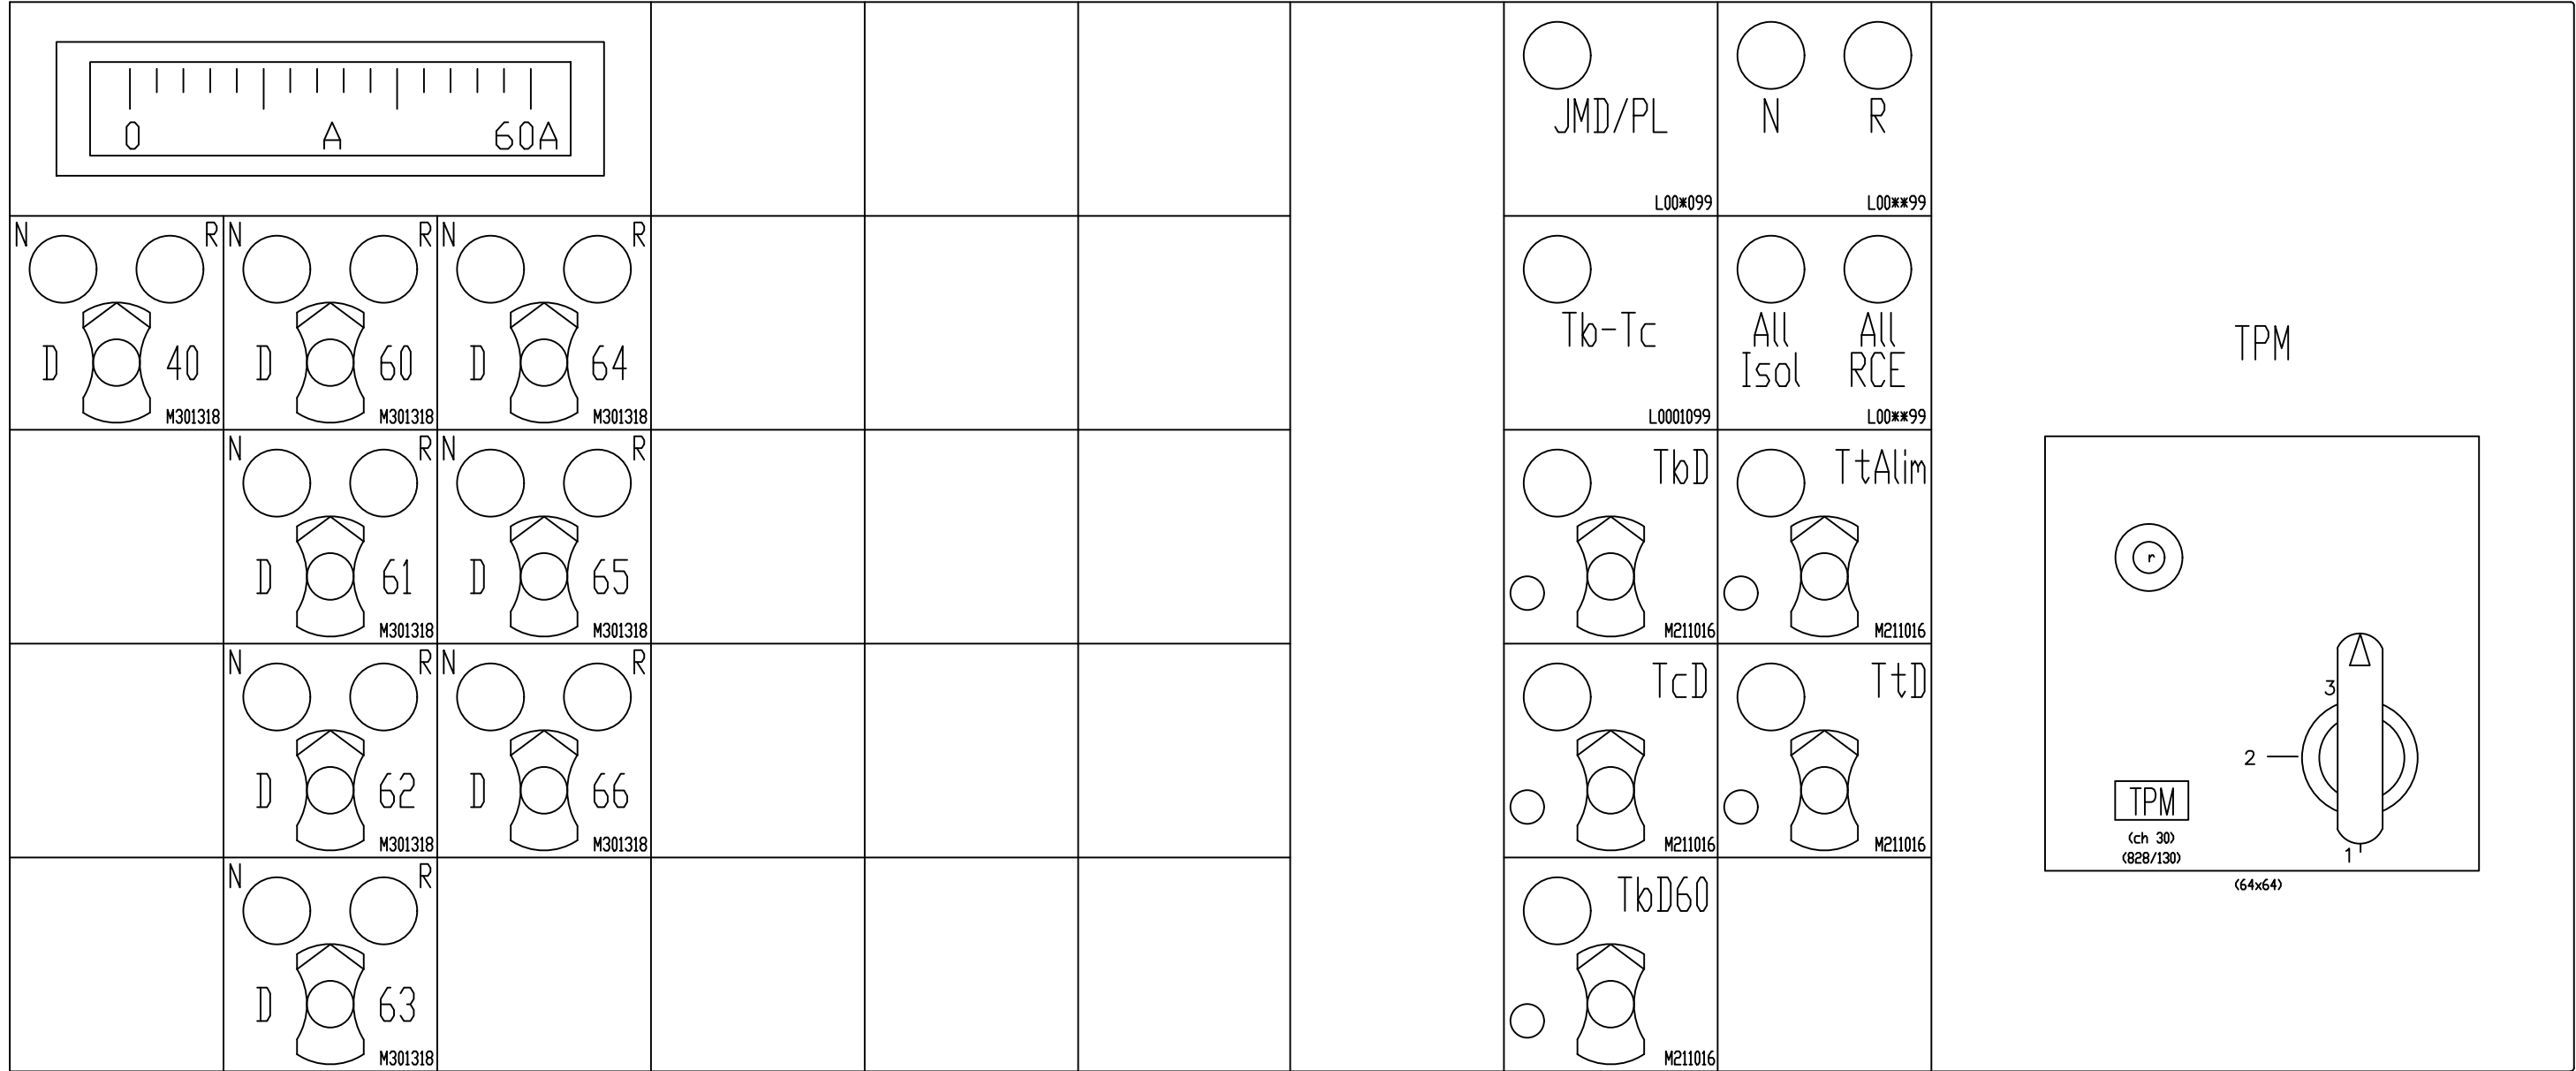 0 A 60A
JMD/PL
L00*099
N R
L00**99
N R
D 40
M301318
N R
D 60
M301318
N R
D 64
M301318
Tb-Tc
L0001099
All All
Isol RCE
L00**99
TPM
N R
D 61
M301318
N R
D 65
M301318
TbD
M211016
TtAlim
M211016
r
N R
D 62
M301318
N R
D 66
M301318
TcD
M211016
TtD
M211016
3
2
1
TPM
(ch 30)
(828/130)
(64x64)
N R
D 63
M301318
TbD60
M211016